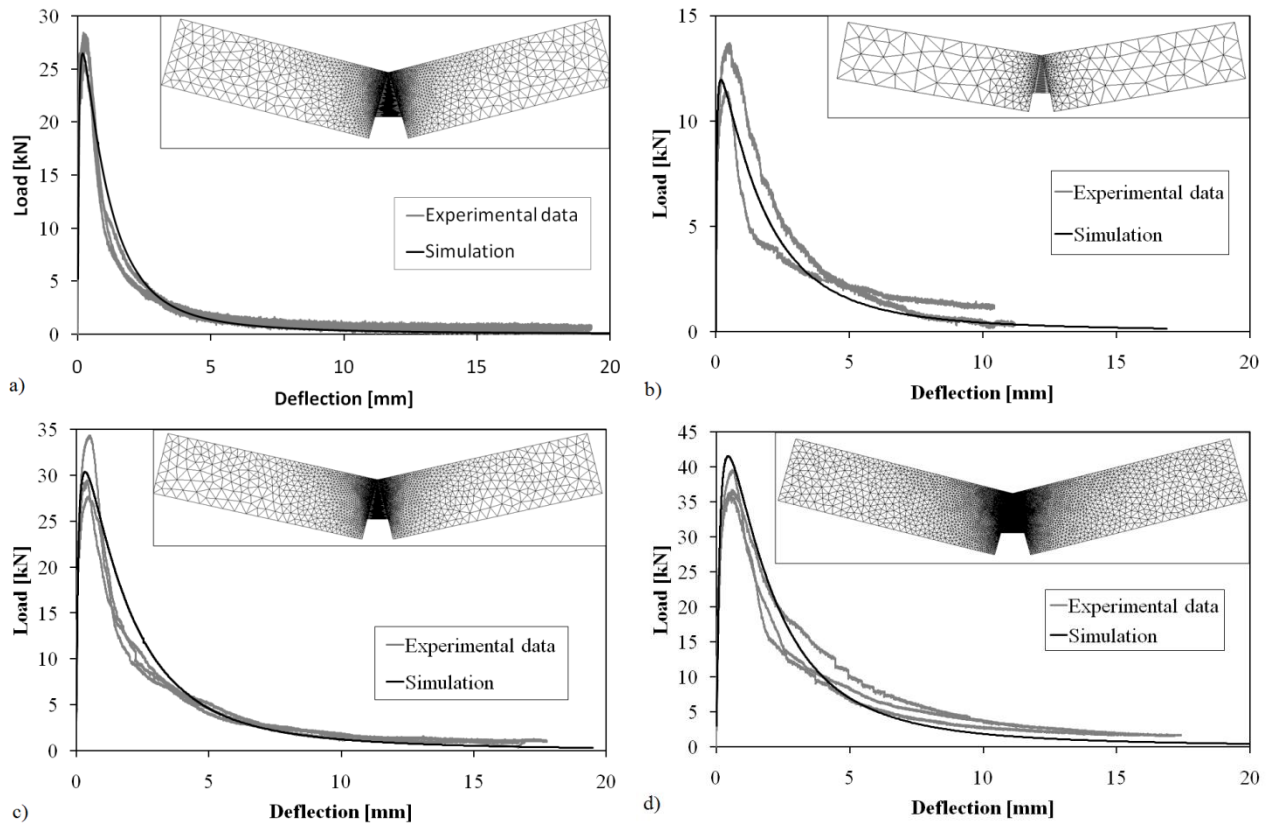 30
25
20
15
10
5
0
Load [kN]
Experimental data
Simulation
0 5 10 15 20
Deflection [mm]
a)
15
10
5
0
Load [kN]
Experimental data
Simulation
0 5 10 15 20
Deflection [mm]
b)
35
30
25
20
15
10
5
0
Load [kN]
Experimental data
Simulation
0 5 10 15 20
Deflection [mm]
c)
45
40
35
30
25
20
15
10
5
0
Load [kN]
Experimental data
Simulation
0 5 10 15 20
Deflection [mm]
d)